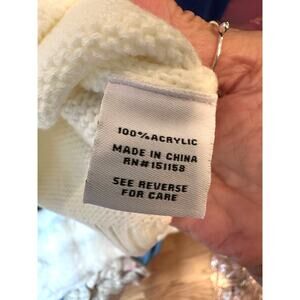 100% ACRYLIC
MADE IN CHINA
RN#151158
SEE REVERSE
FOR CARE